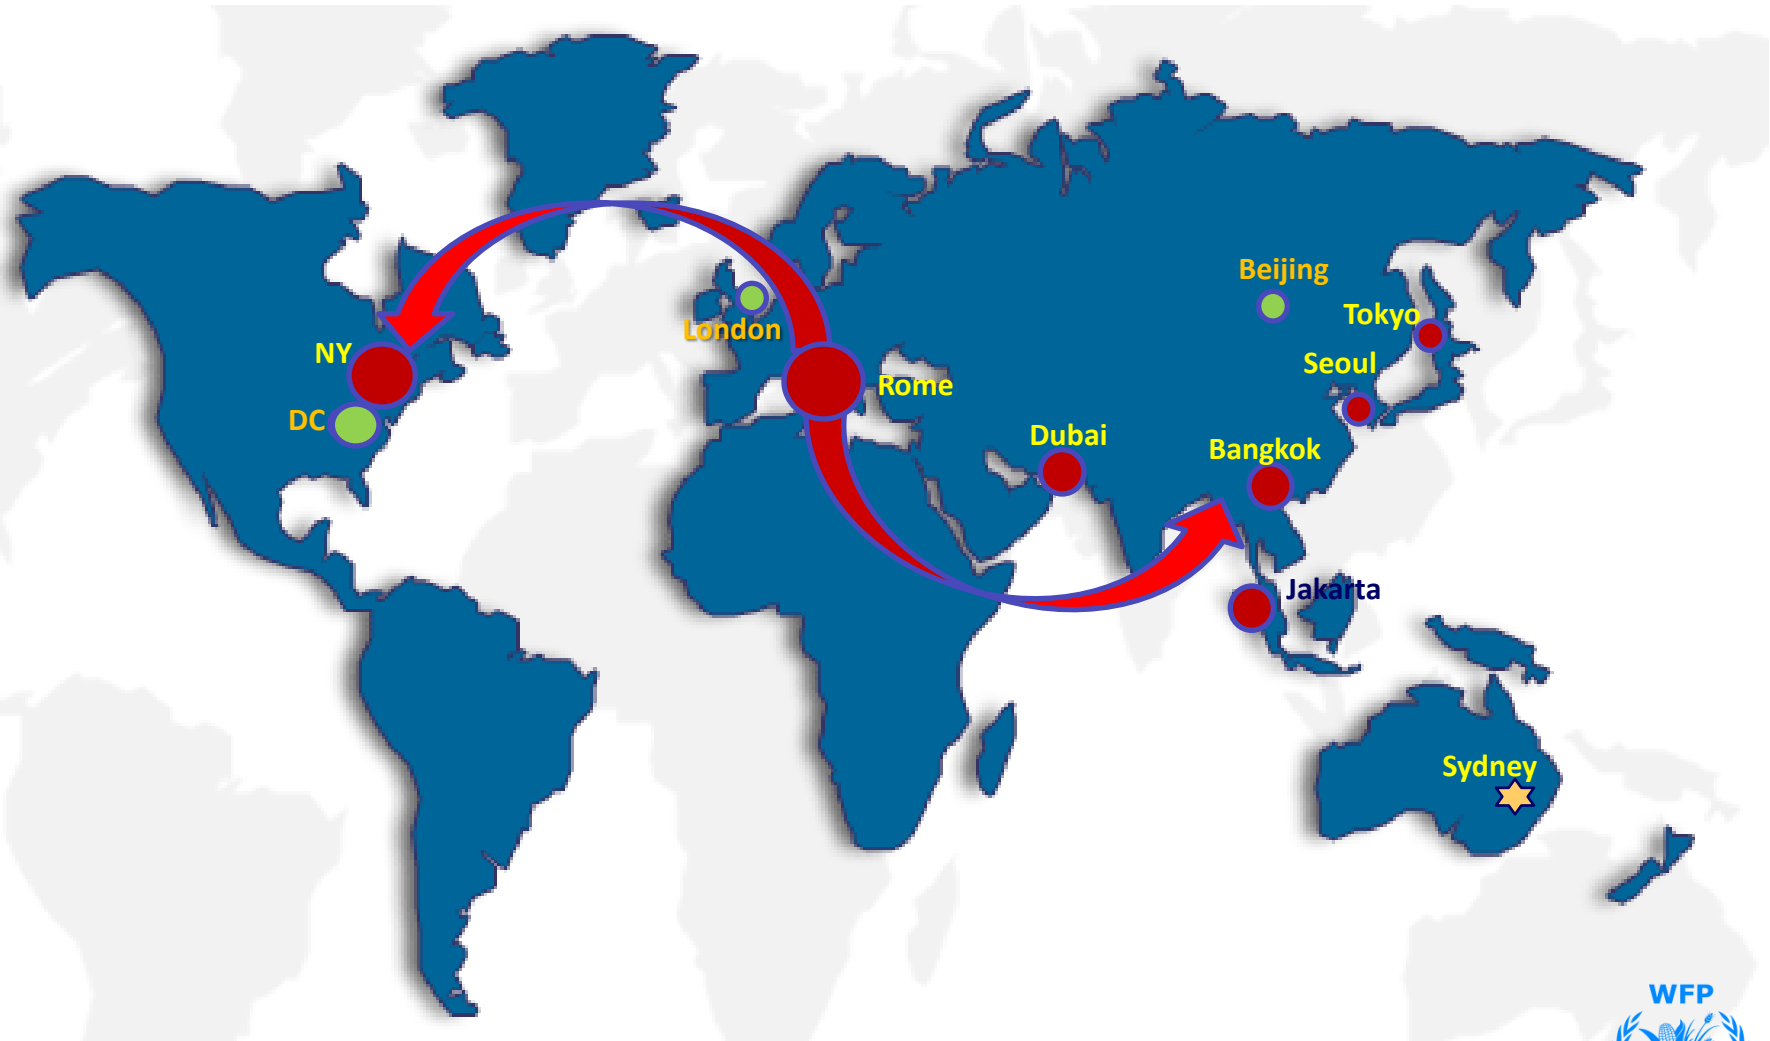 Beijing
Tokyo
London
NY
Seoul
Rome
DC
Dubai
Bangkok
Jakarta
Sydney
WFP